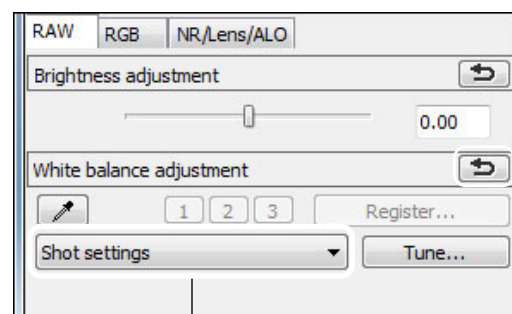 RAW RGB NR/Lens/ALO
Brightness adjustment
0.00
White balance adjustment
1 2 3 Register...
Shot settings Tune...